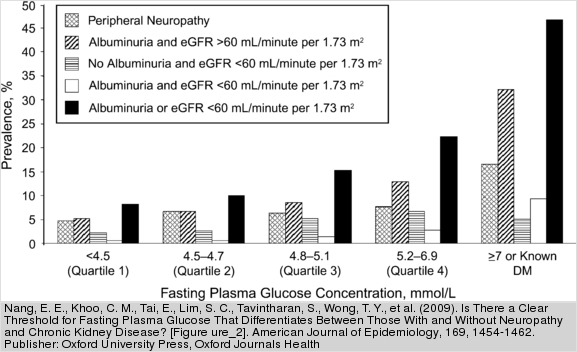 50
45
40
35
30
25
20
15
10
5
0
Prevalence, %
Peripheral Neuropathy
Albuminuria and eGFR >60 mL/minute per 1.73 m²
No Albuminuria and eGFR <60 mL/minute per 1.73 m²
Albuminuria and eGFR <60 mL/minute per 1.73 m²
Albuminuria or eGFR <60 mL/minute per 1.73 m²
<4.5 4.5–4.7 4.8–5.1 5.2–6.9 ≥7 or Known
(Quartile 1) (Quartile 2) (Quartile 3) (Quartile 4) DM
Fasting Plasma Glucose Concentration, mmol/L
Nang, E. E., Khoo, C. M., Tai, E., Lim, S. C., Tavintharan, S., Wong, T. Y., et al. (2009). Is There a Clear
Threshold for Fasting Plasma Glucose That Differentiates Between Those With and Without Neuropathy
and Chronic Kidney Disease? [Figure ure_2]. American Journal of Epidemiology, 169, 1454-1462.
Publisher: Oxford University Press, Oxford Journals Health